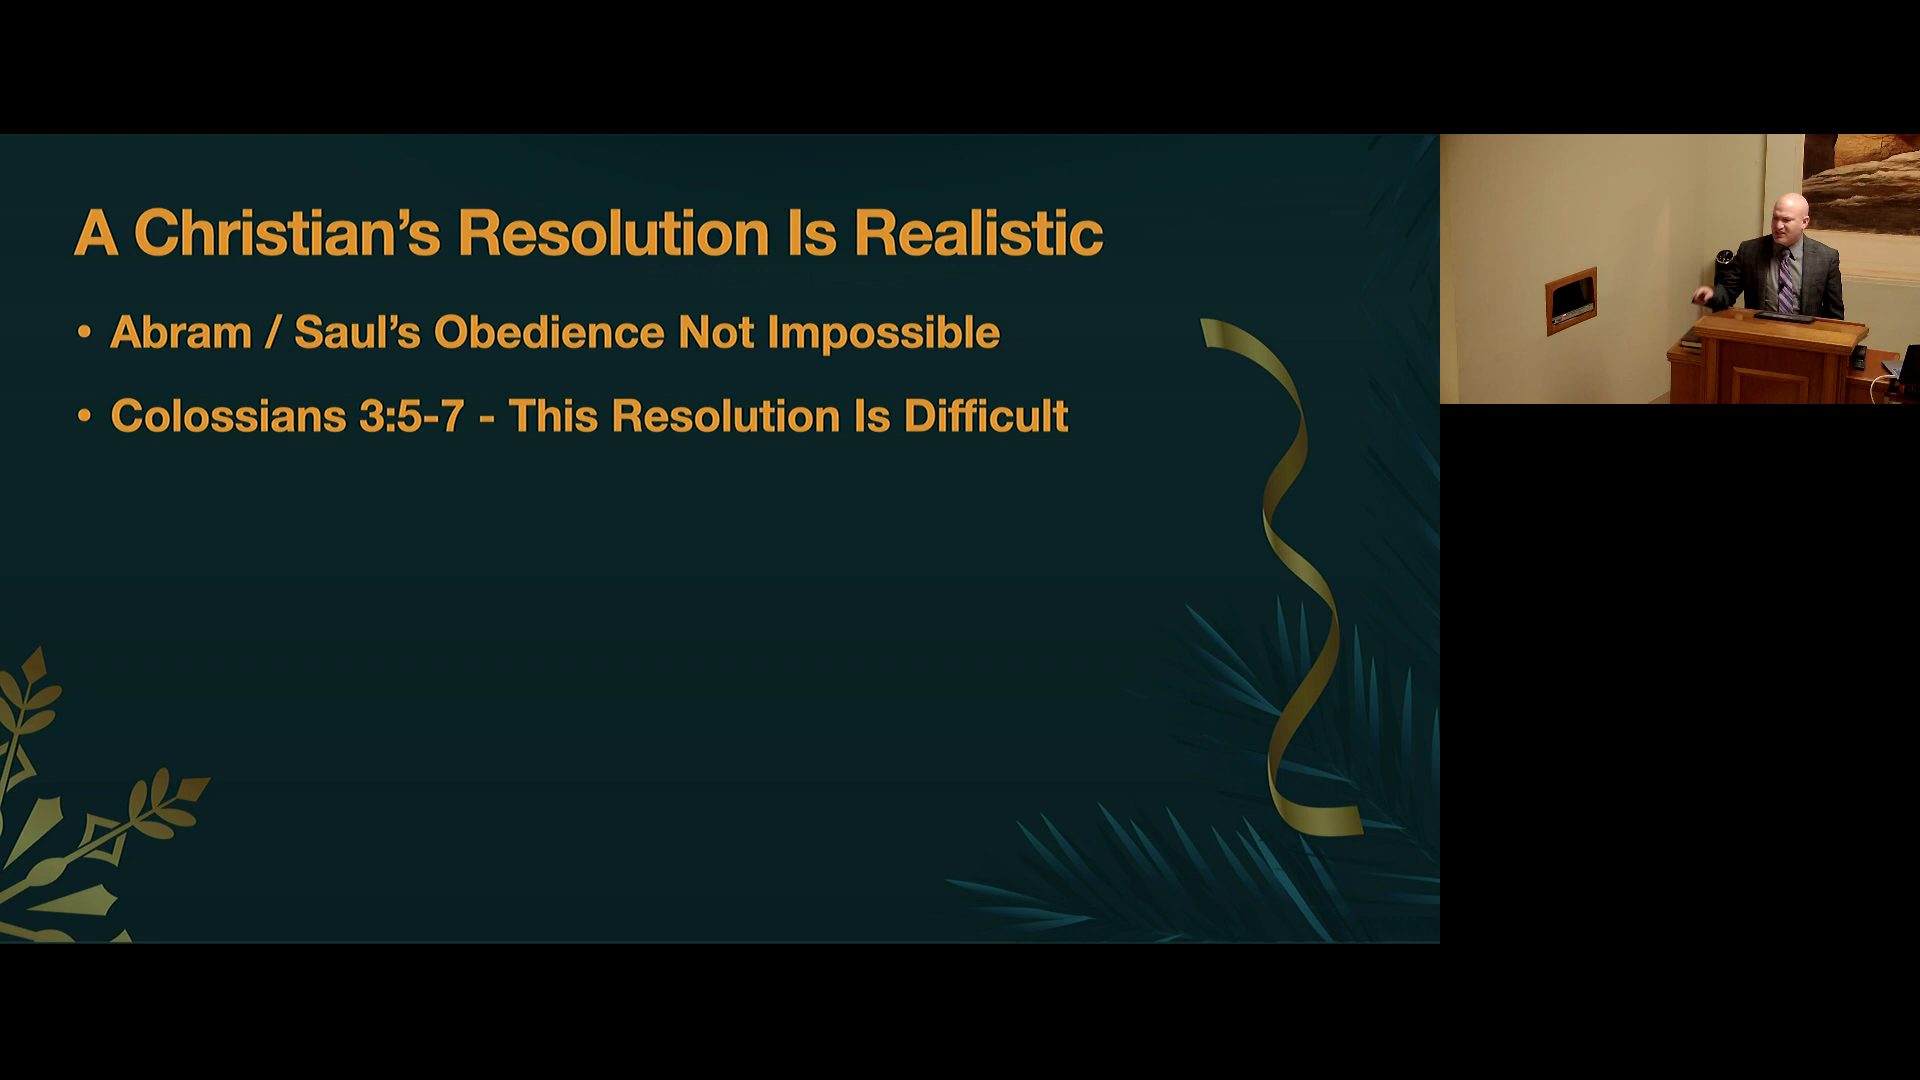 A Christian’s Resolution Is Realistic
• Abram / Saul’s Obedience Not Impossible
• Colossians 3:5-7 - This Resolution Is Difficult